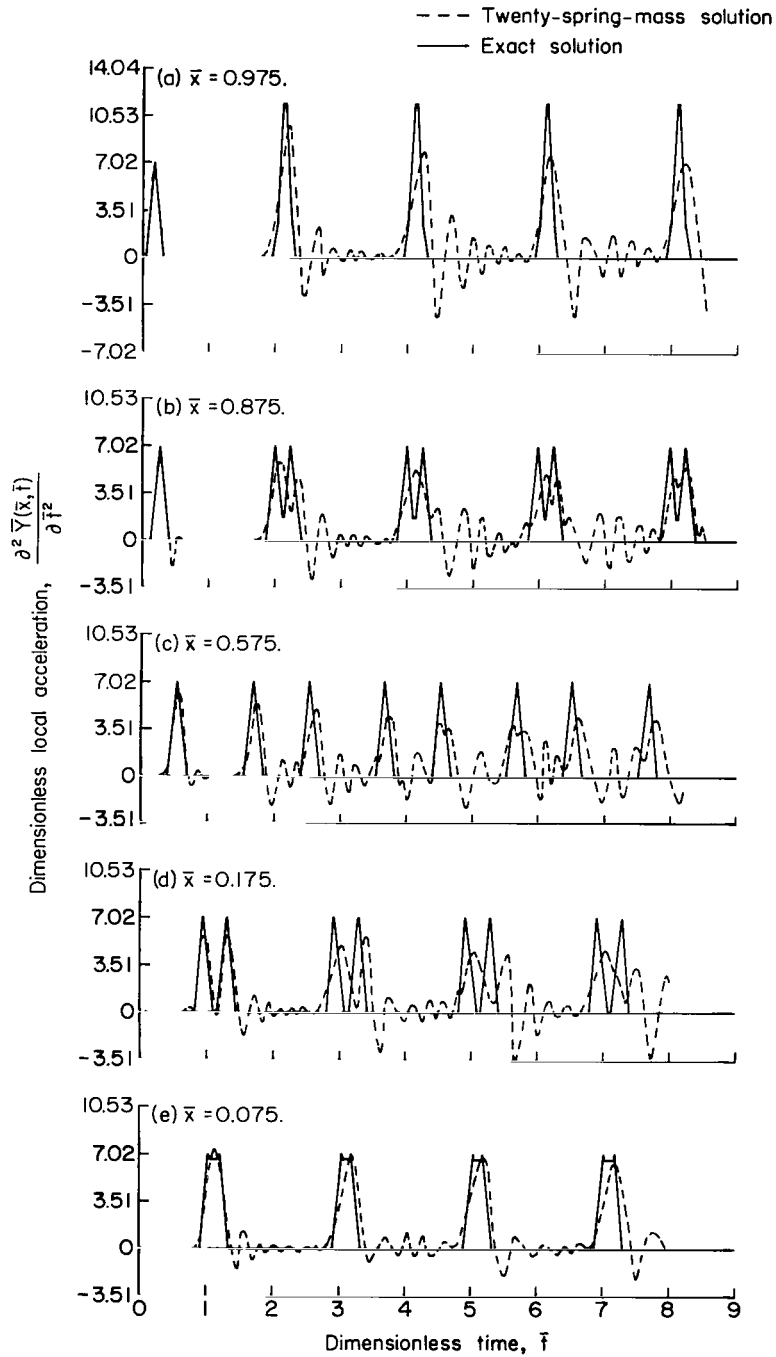 Twenty-spring-mass solution
Exact solution
14.04
(a) x̄ = 0.975.
10.53
7.02
3.51
0
-3.51
-7.02
10.53
(b) x̄ = 0.875.
7.02
3.51
0
-3.51
10.53
(c) x̄ = 0.575.
7.02
3.51
0
-3.51
10.53
(d) x̄ = 0.175.
7.02
3.51
0
-3.51
10.53
(e) x̄ = 0.075.
7.02
3.51
0
-3.51
Dimensionless local acceleration, ∂² Ȳ(x̄,t̄) / ∂ t̄²
0 1 2 3 4 5 6 7 8 9
Dimensionless time, t̄